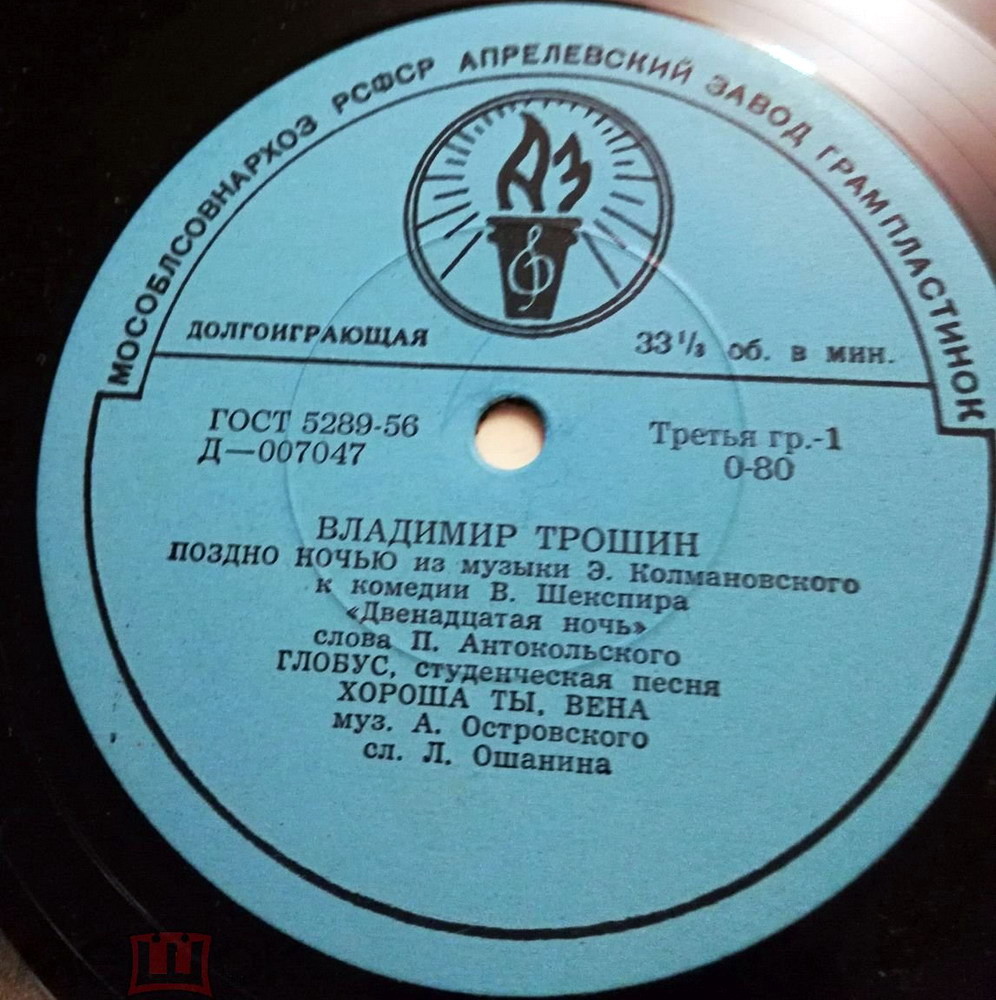 МОСОБЛСОВНАРХОЗ РСФСР АПРЕЛЕВСКИЙ ЗАВОД ГРАМПЛАСТИНОК
АЗ
ДОЛГОИГРАЮЩАЯ
33 1/3 об. в мин.
ГОСТ 5289-56
Д—007047
Третья гр.-1
0-80
ВЛАДИМИР ТРОШИН
ПОЗДНО НОЧЬЮ из музыки Э. Колмановского
к комедии В. Шекспира
«Двенадцатая ночь»
слова П. Антокольского
ГЛОБУС, студенческая песня
ХОРОША ТЫ, ВЕНА
муз. А. Островского
сл. Л. Ошанина